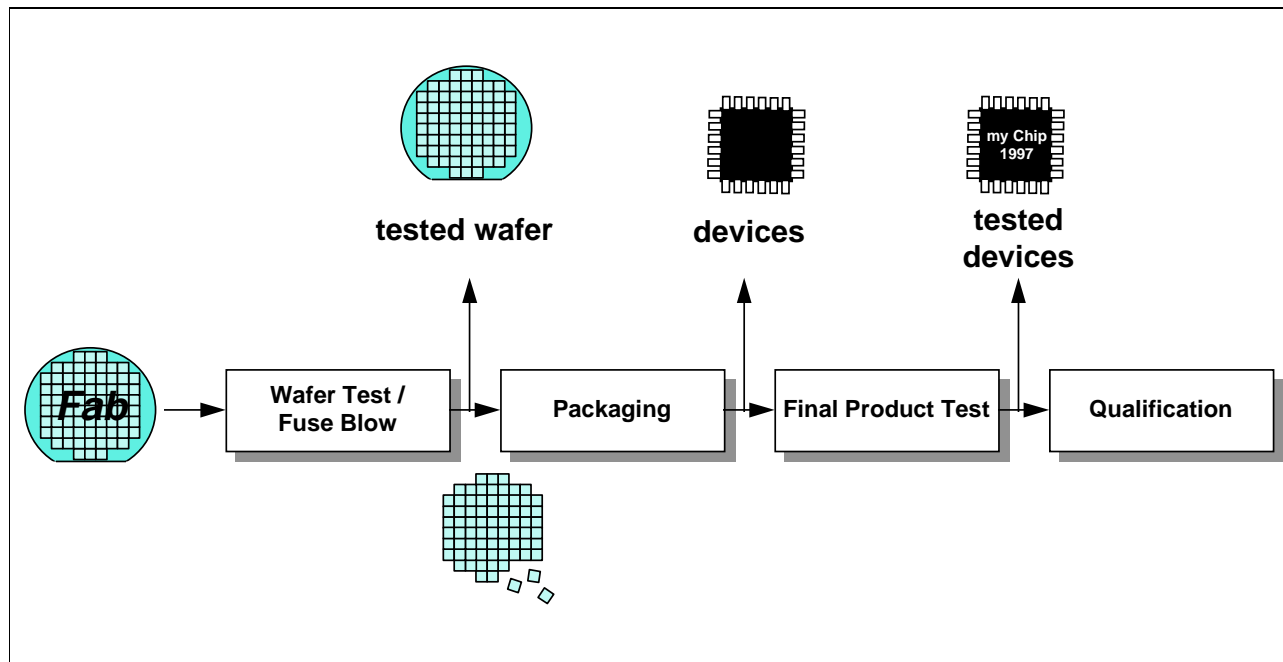 my Chip
1997
tested wafer
devices
tested
devices
Fab
Wafer Test /
Fuse Blow
Packaging
Final Product Test
Qualification